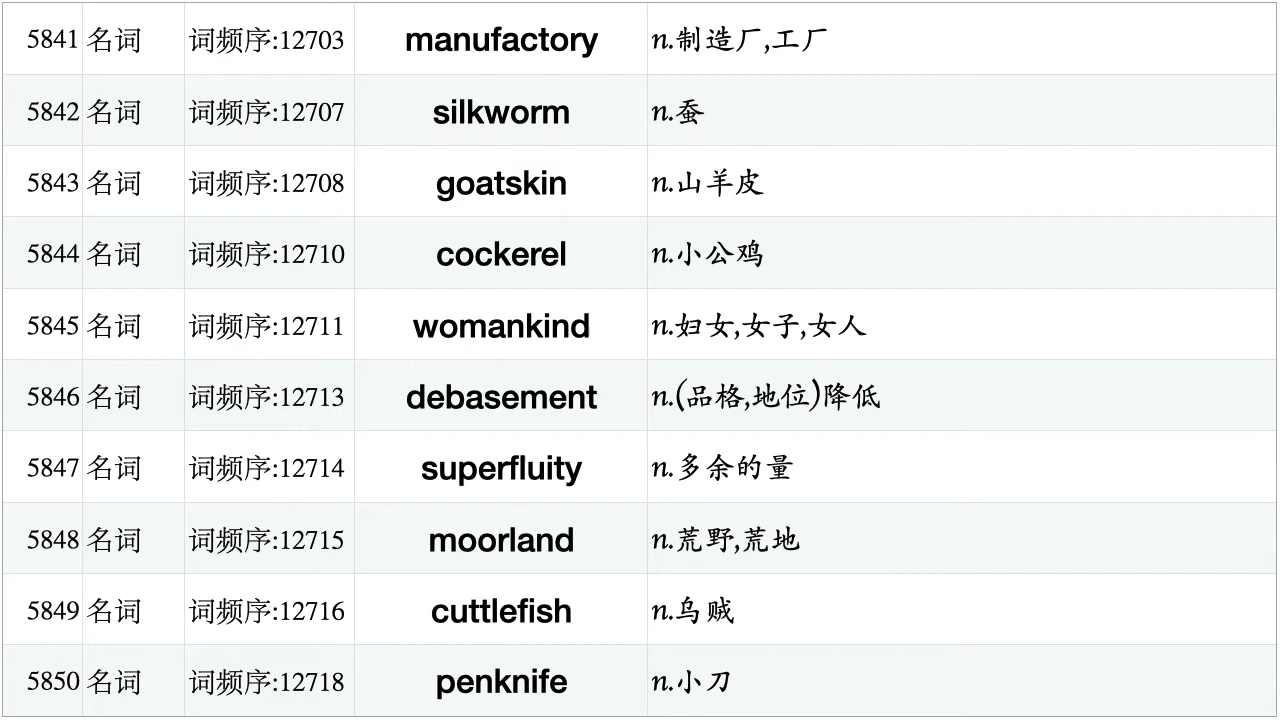 5841 名词 词频序:12703 manufactory n.制造厂,工厂
5842 名词 词频序:12707 silkworm n.蚕
5843 名词 词频序:12708 goatskin n.山羊皮
5844 名词 词频序:12710 cockerel n.小公鸡
5845 名词 词频序:12711 womankind n.妇女,女子,女人
5846 名词 词频序:12713 debasement n.(品格,地位)降低
5847 名词 词频序:12714 superfluity n.多余的量
5848 名词 词频序:12715 moorland n.荒野,荒地
5849 名词 词频序:12716 cuttlefish n.乌贼
5850 名词 词频序:12718 penknife n.小刀